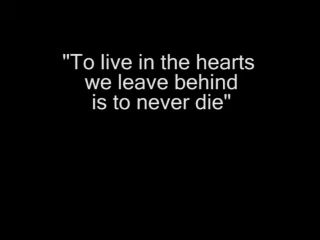 "To live in the hearts
we leave behind
is to never die"